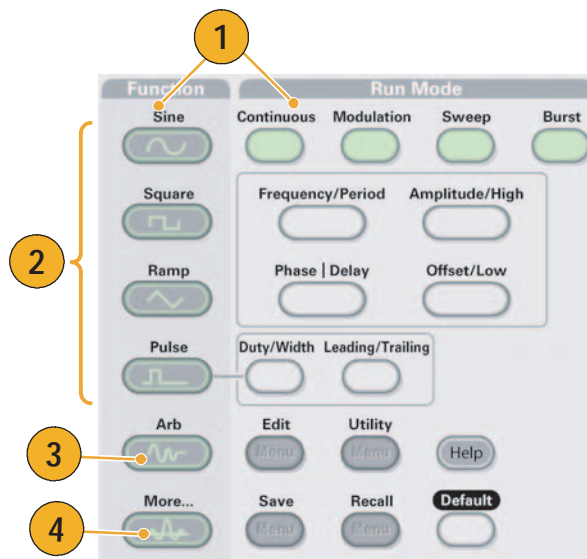 1
Function Run Mode
Sine Continuous Modulation Sweep Burst
2
Square Frequency/Period Amplitude/High
Ramp Phase | Delay Offset/Low
Pulse Duty/Width Leading/Trailing
3
Arb Edit Utility
Menu Menu Help
4
More... Save Recall Default
Menu Menu